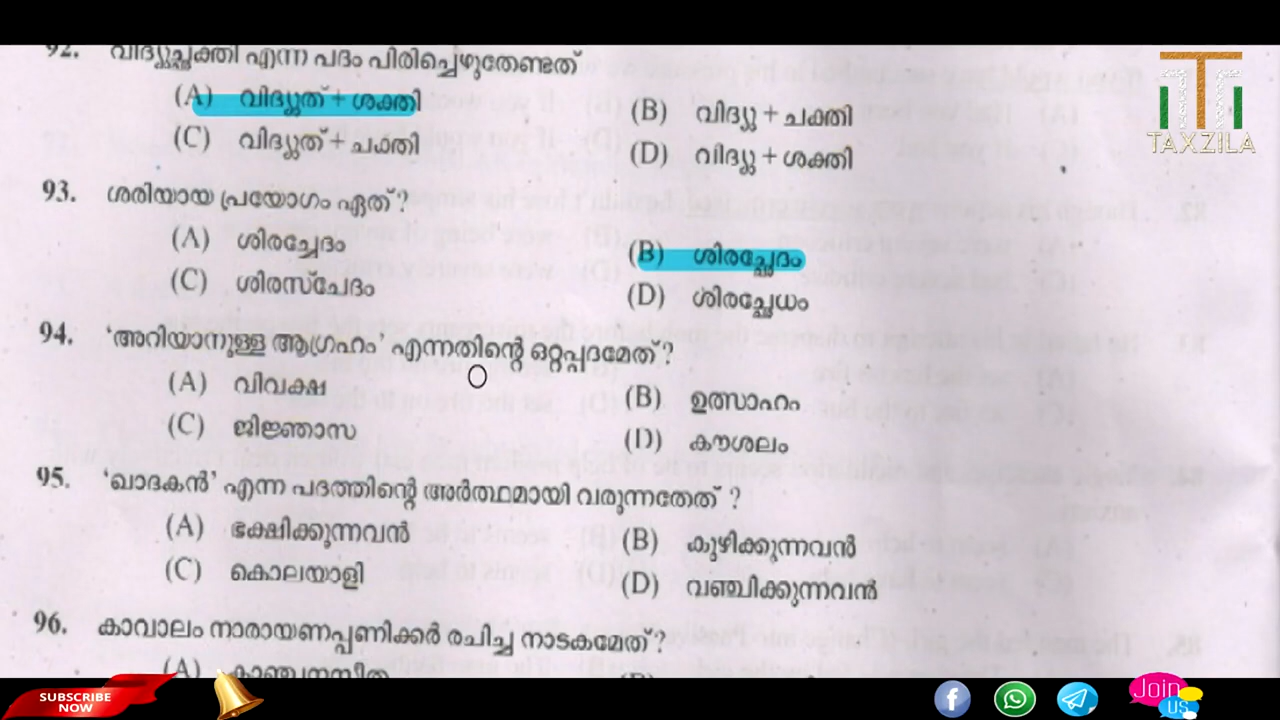 92. വിദ്യുച്ഛക്തി എന്ന പദം പിരിച്ചെഴുതേണ്ടത്
(A) വിദ്യുത് + ശക്തി (B) വിദ്യു + ചക്തി
(C) വിദ്യുത് + ചക്തി (D) വിദ്യു + ശക്തി
93. ശരിയായ പ്രയോഗം ഏത് ?
(A) ശിരച്ചേദം (B) ശിരച്ഛേദം
(C) ശിരസ്ചേദം (D) ശിരച്ഛേധം
94. 'അറിയാനുള്ള ആഗ്രഹം' എന്നതിന്റെ ഒറ്റപ്പദമേത് ?
(A) വിവക്ഷ (B) ഉത്സാഹം
(C) ജിജ്ഞാസ (D) കൗശലം
95. 'ഖാദകൻ' എന്ന പദത്തിന്റെ അർത്ഥമായി വരുന്നതേത് ?
(A) ഭക്ഷിക്കുന്നവൻ (B) കുഴിക്കുന്നവൻ
(C) കൊലയാളി (D) വഞ്ചിക്കുന്നവൻ
96. കാവാലം നാരായണപ്പണിക്കർ രചിച്ച നാടകമേത് ?
TAXZILA
SUBSCRIBE
NOW
Join
US